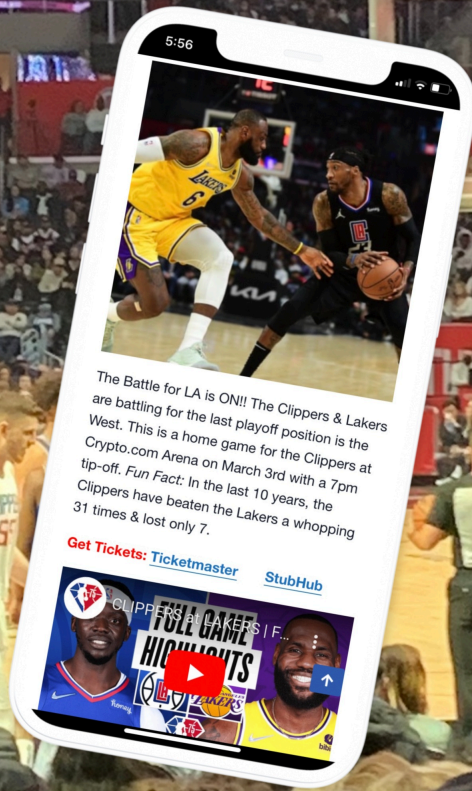 5:56
LAKERS
6
The Battle for LA is ON!! The Clippers & Lakers
are battling for the last playoff position is the
West. This is a home game for the Clippers at
Crypto.com Arena on March 3rd with a 7pm
tip-off. Fun Fact: In the last 10 years, the
Clippers have beaten the Lakers a whopping
31 times & lost only 7.
Get Tickets: Ticketmaster StubHub
CLIPPERS at LAKERS | F...
FULL GAME
HIGHLIGHTS
LAKERS
honey
bibi